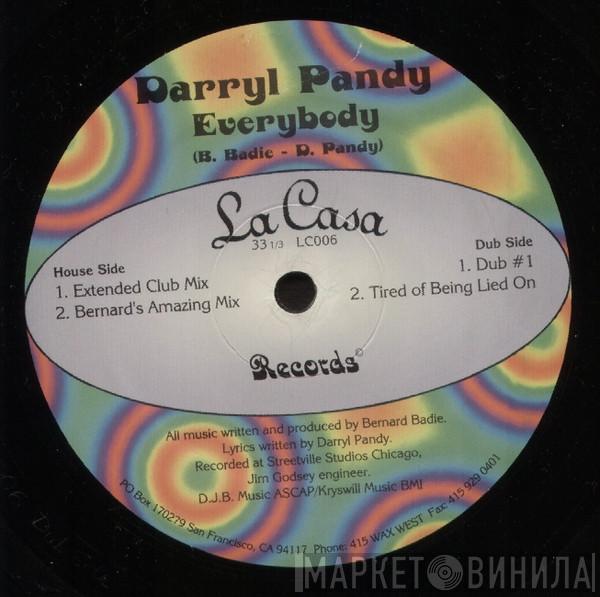 Darryl Pandy
Everybody
(B. Badie - D. Pandy)
La Casa
33 1/3 LC006
House Side
1. Extended Club Mix
2. Bernard's Amazing Mix
Dub Side
1. Dub #1
2. Tired of Being Lied On
Records©
All music written and produced by Bernard Badie.
Lyrics written by Darryl Pandy.
Recorded at Streetville Studios Chicago,
Jim Godsey engineer.
D.J.B. Music ASCAP/Kryswill Music BMI
PO Box 170279 San Francisco, CA 94117 Phone: 415 WAX WEST Fax 415 929 0401
МАРКЕТ ВИНИЛА